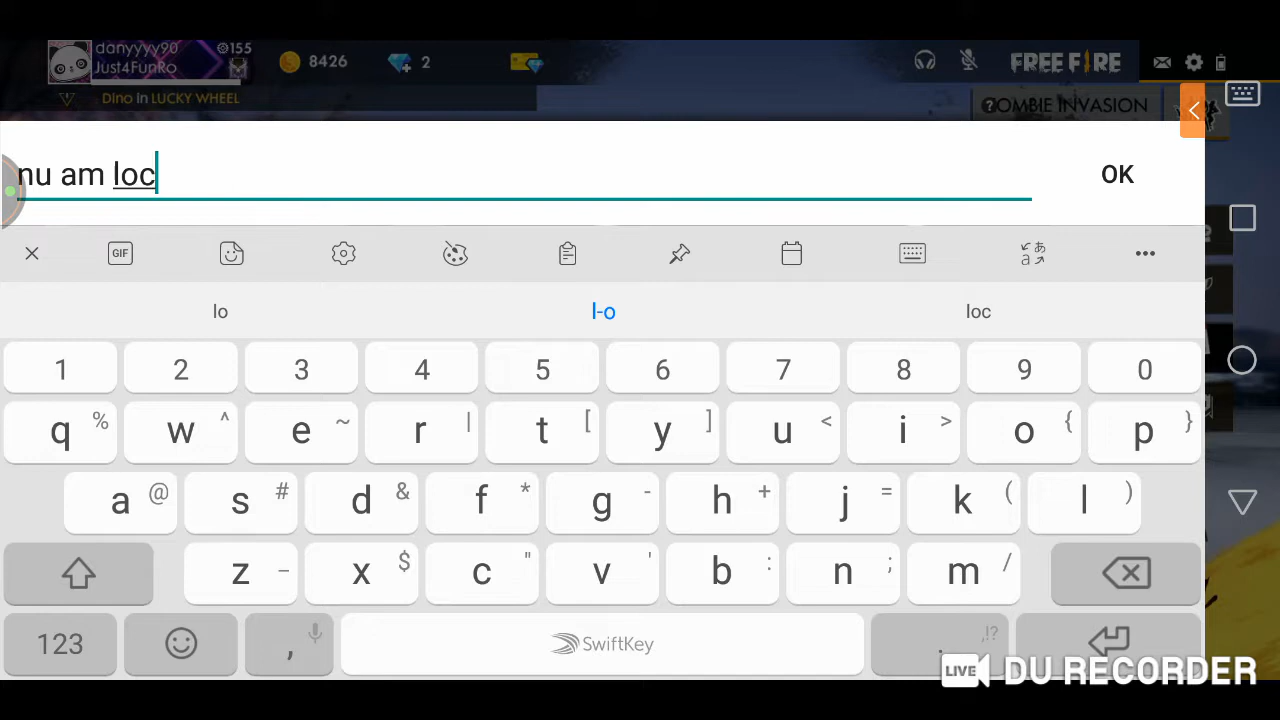 danyyyy90 155
Just4FunRo
8426
2
FREE FIRE
Dino in LUCKY WHEEL
?OMBIE INVASION
nu am loc
OK
GIF
lo l-o loc
1 2 3 4 5 6 7 8 9 0
q % w ^ e ~ r | t [ y ] u < i > o { p }
a @ s # d & f * g - h + j = k ( l )
z _ x $ c " v ' b : n ; m /
123 , SwiftKey . ,!?
LIVE DU RECORDER